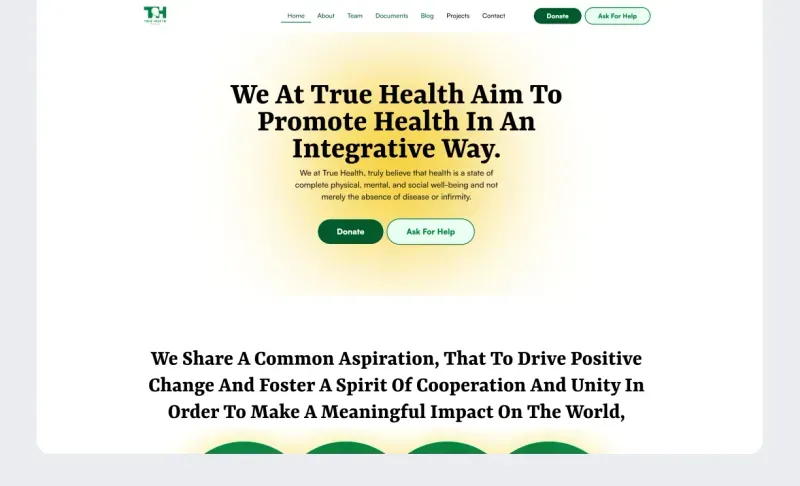 TRUE HEALTH
Home About Team Documents Blog Projects Contact Donate Ask For Help
We At True Health Aim To
Promote Health In An
Integrative Way.
We at True Health, truly believe that health is a state of
complete physical, mental, and social well-being and not
merely the absence of disease or infirmity.
Donate Ask For Help
We Share A Common Aspiration, That To Drive Positive
Change And Foster A Spirit Of Cooperation And Unity In
Order To Make A Meaningful Impact On The World,